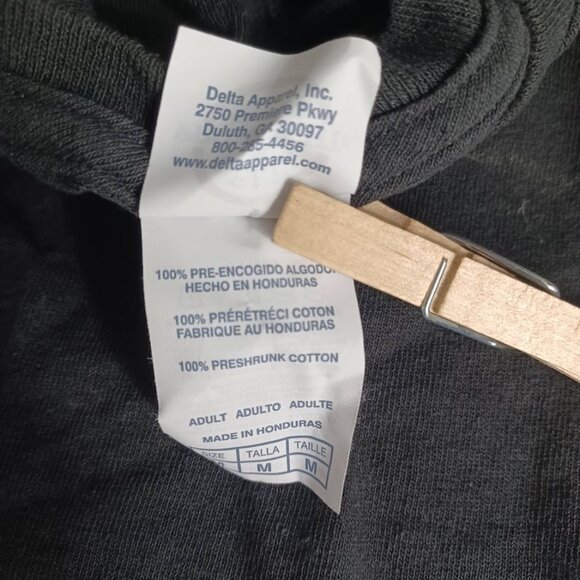 Delta Apparel, Inc.
2750 Premiere Pkwy
Duluth, GA 30097
800-285-4456
www.deltaapparel.com
100% PRE-ENCOGIDO ALGODO
HECHO EN HONDURAS
100% PRÉRÉTRÉCI COTON
FABRIQUE AU HONDURAS
100% PRESHRUNK COTTON
ADULT ADULTO ADULTE
MADE IN HONDURAS
SIZE TALLA TAILLE
M M